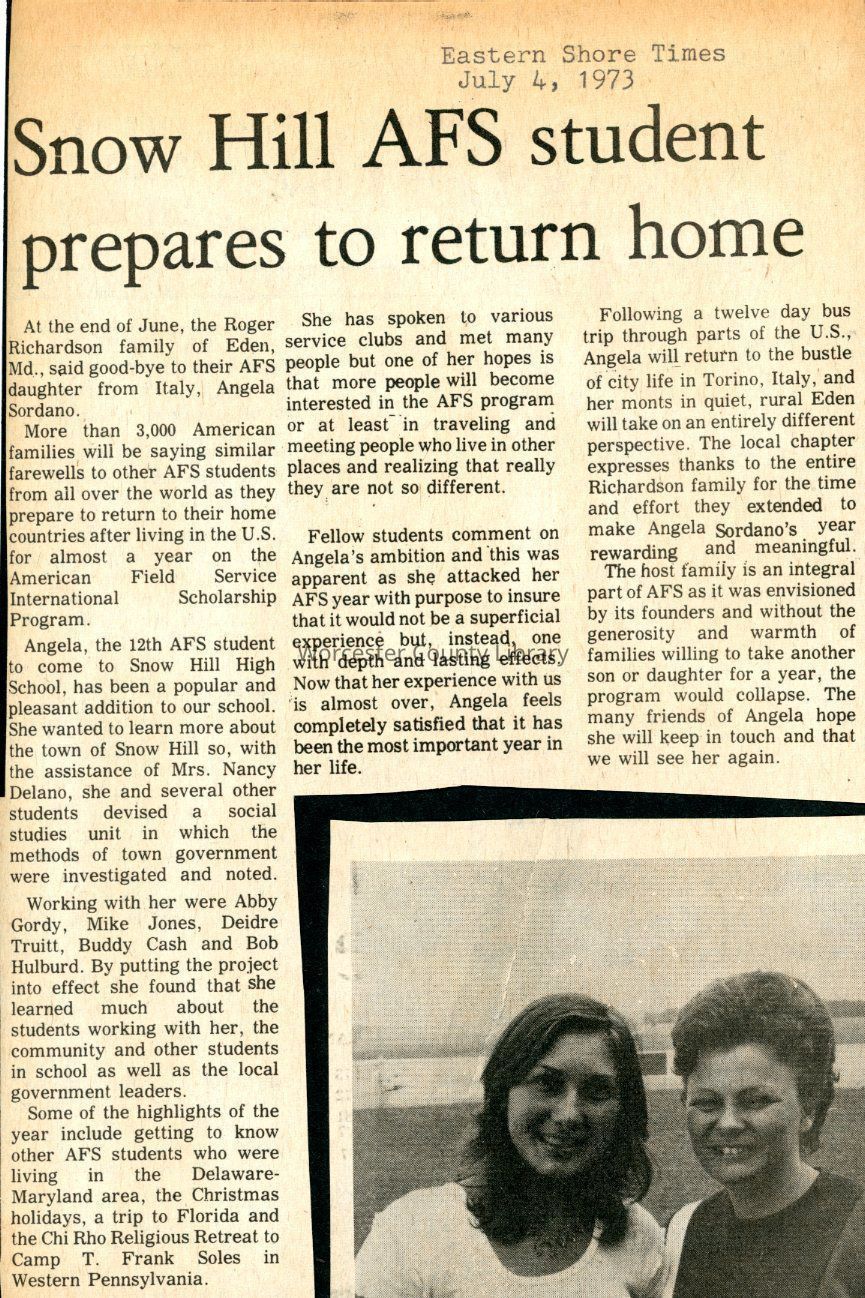 Eastern Shore Times
July 4, 1973
Snow Hill AFS student
prepares to return home
At the end of June, the Roger
Richardson family of Eden,
Md., said good-bye to their AFS
daughter from Italy, Angela
Sordano.
More than 3,000 American
families will be saying similar
farewells to other AFS students
from all over the world as they
prepare to return to their home
countries after living in the U.S.
for almost a year on the
American Field Service
International Scholarship
Program.
Angela, the 12th AFS student
to come to Snow Hill High
School, has been a popular and
pleasant addition to our school.
She wanted to learn more about
the town of Snow Hill so, with
the assistance of Mrs. Nancy
Delano, she and several other
students devised a social
studies unit in which the
methods of town government
were investigated and noted.
Working with her were Abby
Gordy, Mike Jones, Deidre
Truitt, Buddy Cash and Bob
Hulburd. By putting the project
into effect she found that she
learned much about the
students working with her, the
community and other students
in school as well as the local
government leaders.
Some of the highlights of the
year include getting to know
other AFS students who were
living in the Delaware-
Maryland area, the Christmas
holidays, a trip to Florida and
the Chi Rho Religious Retreat to
Camp T. Frank Soles in
Western Pennsylvania.
She has spoken to various
service clubs and met many
people but one of her hopes is
that more people will become
interested in the AFS program
or at least in traveling and
meeting people who live in other
places and realizing that really
they are not so different.
Fellow students comment on
Angela's ambition and this was
apparent as she attacked her
AFS year with purpose to insure
that it would not be a superficial
experience but, instead, one
with depth and lasting effects.
Now that her experience with us
is almost over, Angela feels
completely satisfied that it has
been the most important year in
her life.
Following a twelve day bus
trip through parts of the U.S.,
Angela will return to the bustle
of city life in Torino, Italy, and
her monts in quiet, rural Eden
will take on an entirely different
perspective. The local chapter
expresses thanks to the entire
Richardson family for the time
and effort they extended to
make Angela Sordano's year
rewarding and meaningful.
The host family is an integral
part of AFS as it was envisioned
by its founders and without the
generosity and warmth of
families willing to take another
son or daughter for a year, the
program would collapse. The
many friends of Angela hope
she will keep in touch and that
we will see her again.
Worcester County Library